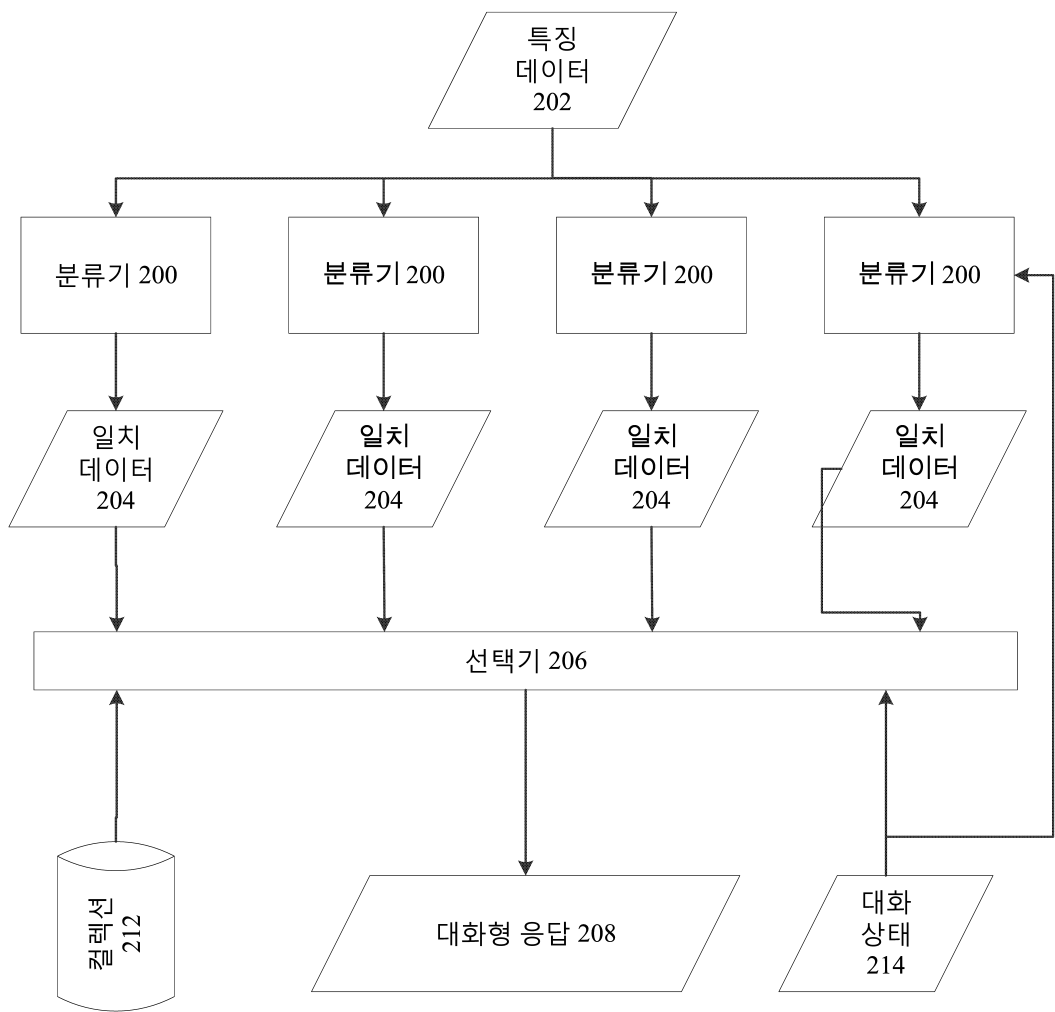 특징
데이터
202
분류기 200
분류기 200
분류기 200
분류기 200
일치
데이터
204
일치
데이터
204
일치
데이터
204
일치
데이터
204
선택기 206
컬렉션
212
대화형 응답 208
대화
상태
214